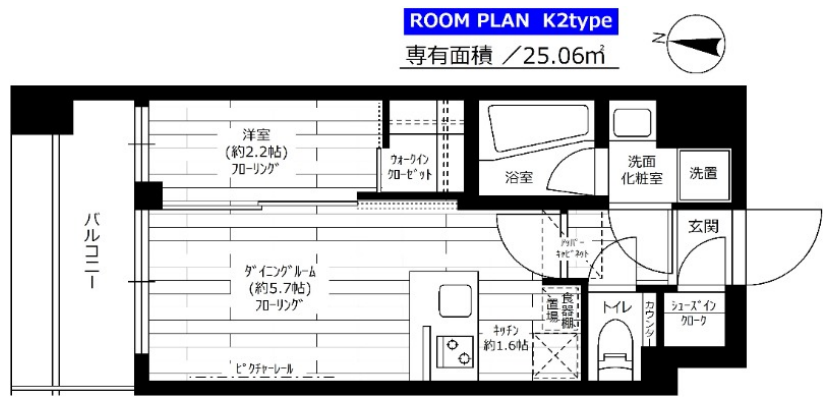 ROOM PLAN K2type
専有面積 ／25.06㎡
N
洋室
(約2.2帖)
フローリング
ウォークイン
クローゼット
浴室
洗面
化粧室
洗置
バルコニー
玄関
アッパー
キャビネット
ダイニングルーム
(約5.7帖)
フローリング
キッチン
約1.6帖
食器棚
置場
トイレ
カウンター
シューズイン
クローク
ピクチャーレール